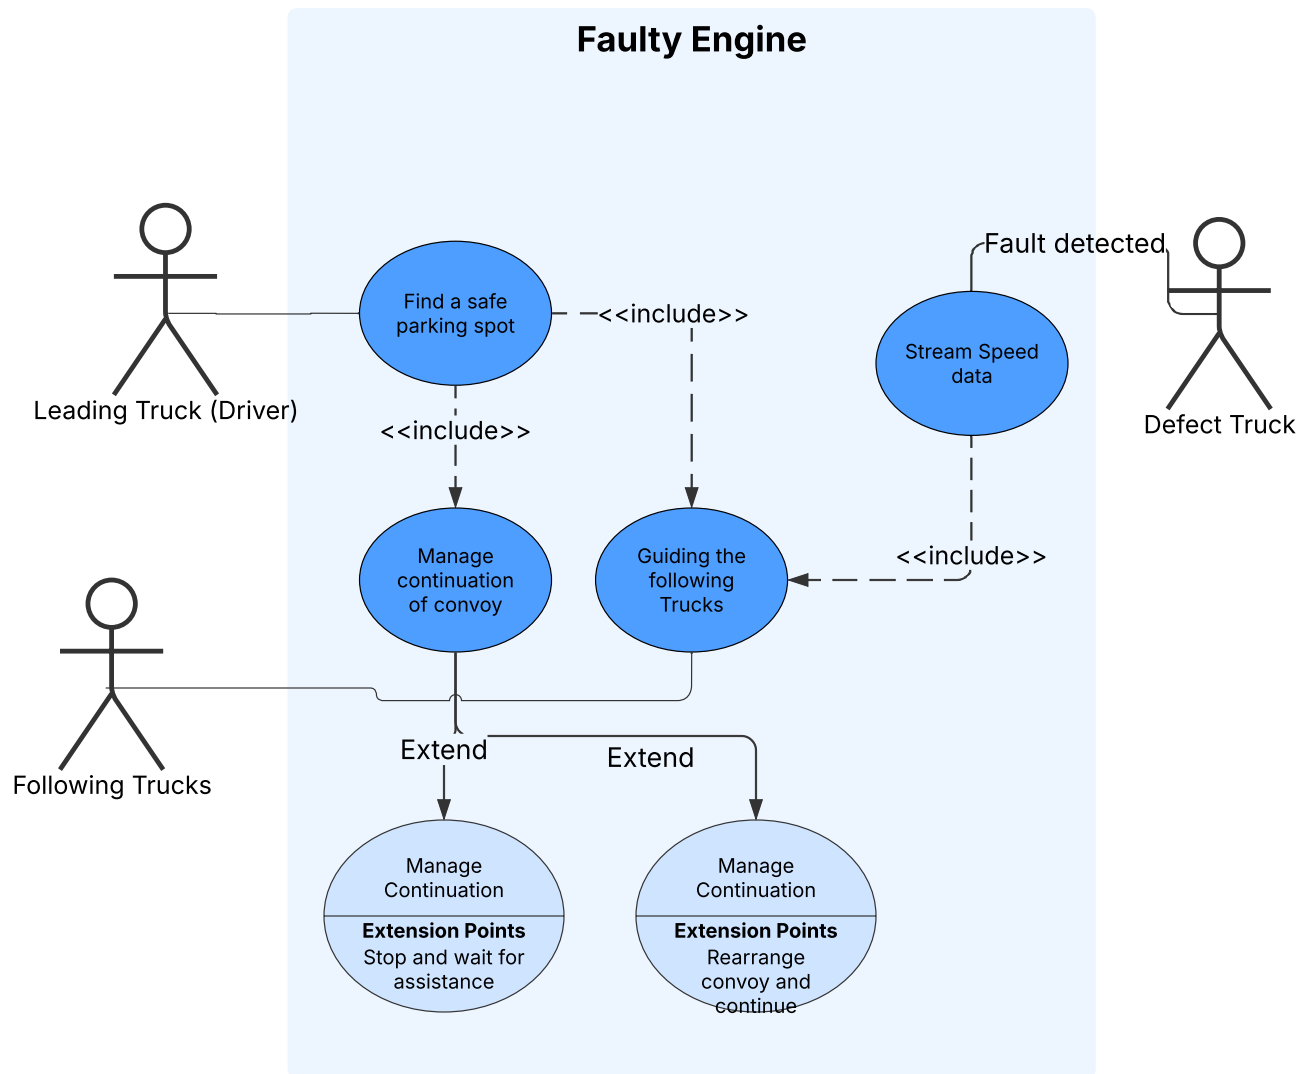 Faulty Engine
Fault detected
Find a safe
parking spot
<<include>>
Stream Speed
data
Leading Truck (Driver)
Defect Truck
<<include>>
Manage
continuation
of convoy
Guiding the
following
Trucks
<<include>>
Following Trucks
Extend
Extend
Manage
Continuation
Extension Points
Stop and wait for
assistance
Manage
Continuation
Extension Points
Rearrange
convoy and
continue